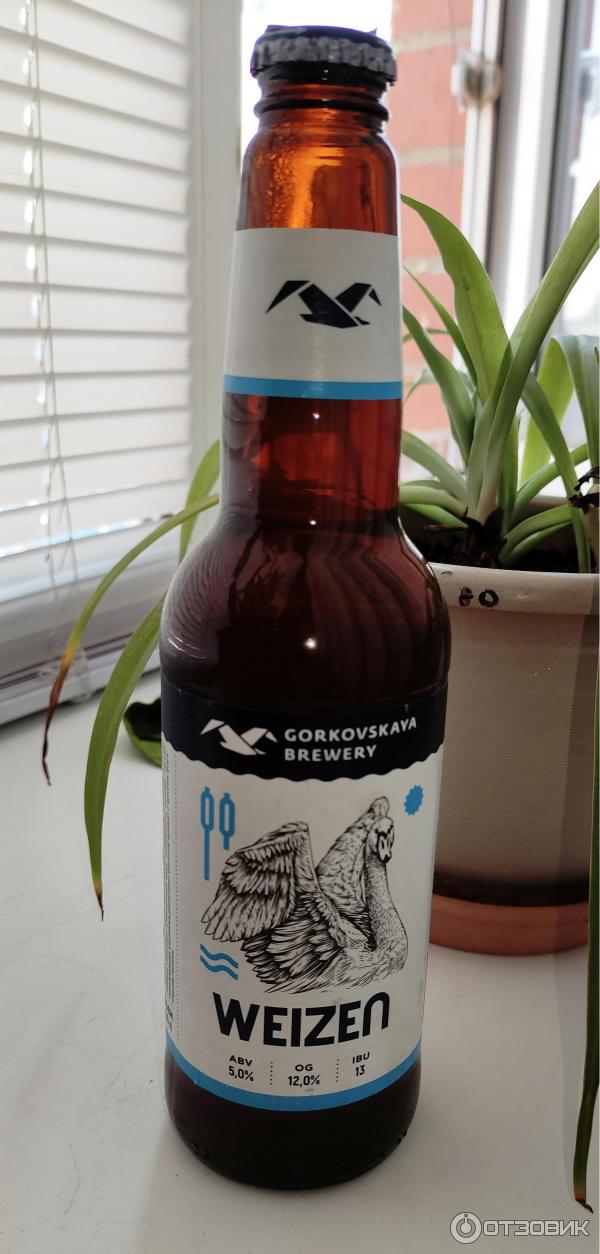 GORKOVSKAYA
BREWERY
WEIZEN
ABV
5,0%
OG
12,0%
IBU
13
ОТЗОВИК